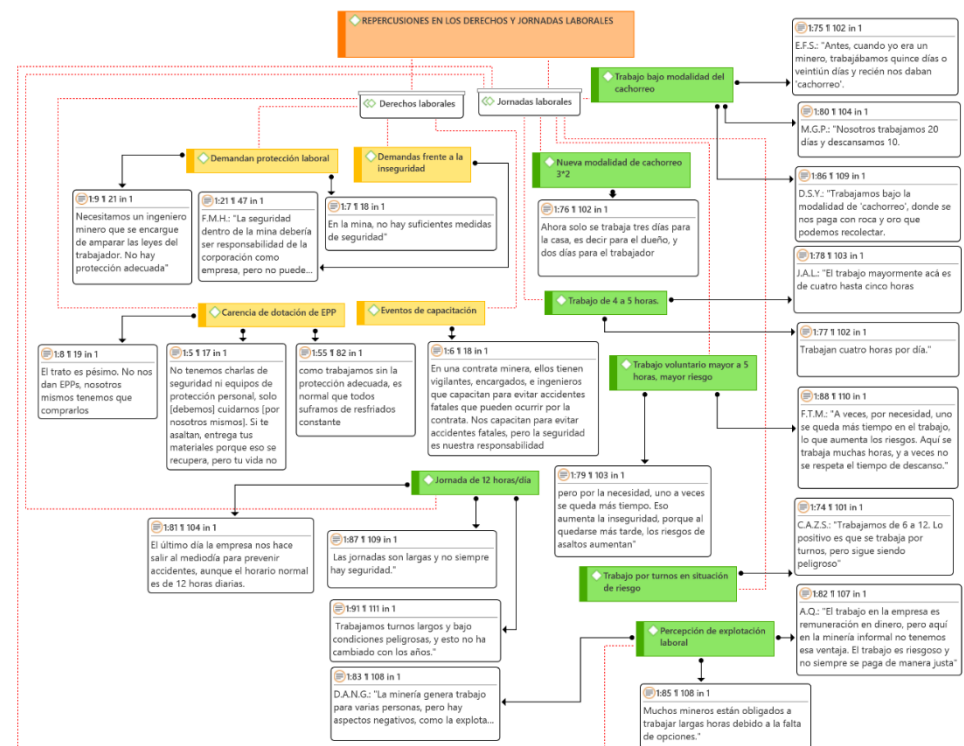 REPERCUSIONES EN LOS DERECHOS Y JORNADAS LABORALES
Derechos laborales
Jornadas laborales
Trabajo bajo modalidad del
cachorreo
1:75 ¶ 102 in 1
E.F.S.: "Antes, cuando yo era un
minero, trabajábamos quince días o
veintiún días y recién nos daban
'cachorreo'.
1:80 ¶ 104 in 1
M.G.P.: "Nosotros trabajamos 20
días y descansamos 10.
1:86 ¶ 109 in 1
D.S.Y.: "Trabajamos bajo la
modalidad de 'cachorreo', donde se
nos paga con roca y oro que
podemos recolectar.
Demandan protección laboral
Demandas frente a la
inseguridad
Nueva modalidad de cachorreo
3*2
1:9 ¶ 21 in 1
Necesitamos un ingeniero
minero que se encargue
de amparar las leyes del
trabajador. No hay
protección adecuada"
1:21 ¶ 47 in 1
F.M.H.: "La seguridad
dentro de la mina debería
ser responsabilidad de la
corporación como
empresa, pero no puede...
1:7 ¶ 18 in 1
En la mina, no hay suficientes medidas
de seguridad"
1:76 ¶ 102 in 1
Ahora solo se trabaja tres días para
la casa, es decir para el dueño, y
dos días para el trabajador
1:78 ¶ 103 in 1
J.A.L.: "El trabajo mayormente acá es
de cuatro hasta cinco horas
Carencia de dotación de EPP
Eventos de capacitación
Trabajo de 4 a 5 horas.
1:77 ¶ 102 in 1
Trabajan cuatro horas por día."
1:8 ¶ 19 in 1
El trato es pésimo. No nos
dan EPPs, nosotros
mismos tenemos que
comprarlos
1:5 ¶ 17 in 1
No tenemos charlas de
seguridad ni equipos de
protección personal, solo
[debemos] cuidarnos [por
nosotros mismos]. Si te
asaltan, entrega tus
materiales porque eso se
recupera, pero tu vida no
1:55 ¶ 82 in 1
como trabajamos sin la
protección adecuada, es
normal que todos
suframos de resfriados
constante
1:6 ¶ 18 in 1
En una contrata minera, ellos tienen
vigilantes, encargados, e ingenieros
que capacitan para evitar accidentes
fatales que pueden ocurrir por la
contrata. Nos capacitan para evitar
accidentes fatales, pero la seguridad
es nuestra responsabilidad
Trabajo voluntario mayor a 5
horas, mayor riesgo
1:88 ¶ 110 in 1
F.T.M.: "A veces, por necesidad, uno
se queda más tiempo en el trabajo,
lo que aumenta los riesgos. Aquí se
trabaja muchas horas, y a veces no
se respeta el tiempo de descanso."
Jornada de 12 horas/día
1:79 ¶ 103 in 1
pero por la necesidad, uno a veces
se queda más tiempo. Eso
aumenta la inseguridad, porque al
quedarse más tarde, los riesgos de
asaltos aumentan"
1:74 ¶ 101 in 1
C.A.Z.S.: "Trabajamos de 6 a 12. Lo
positivo es que se trabaja por
turnos, pero sigue siendo
peligroso"
1:81 ¶ 104 in 1
El último día la empresa nos hace
salir al mediodía para prevenir
accidentes, aunque el horario normal
es de 12 horas diarias.
1:87 ¶ 109 in 1
Las jornadas son largas y no siempre
hay seguridad."
Trabajo por turnos en situación
de riesgo
1:82 ¶ 107 in 1
A.Q.: "El trabajo en la empresa es
remuneración en dinero, pero aquí
en la minería informal no tenemos
esa ventaja. El trabajo es riesgoso y
no siempre se paga de manera justa"
1:91 ¶ 111 in 1
Trabajamos turnos largos y bajo
condiciones peligrosas, y esto no ha
cambiado con los años."
Percepción de explotación
laboral
1:83 ¶ 108 in 1
D.A.N.G.: "La minería genera trabajo
para varias personas, pero hay
aspectos negativos, como la explota...
1:85 ¶ 108 in 1
Muchos mineros están obligados a
trabajar largas horas debido a la falta
de opciones."